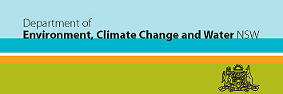 Department of
Environment, Climate Change and Water NSW